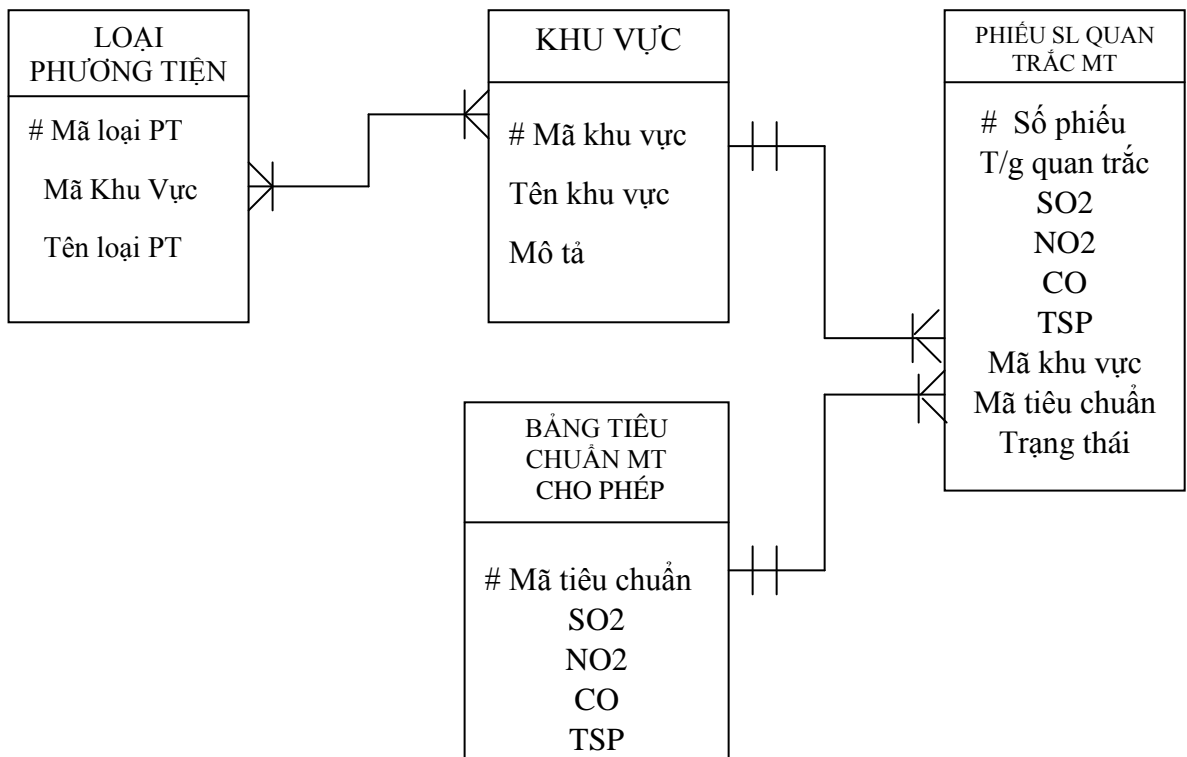 LOẠI
PHƯƠNG TIỆN
# Mã loại PT
Mã Khu Vực
Tên loại PT
KHU VỰC
# Mã khu vực
Tên khu vực
Mô tả
PHIẾU SL QUAN
TRẮC MT
# Số phiếu
T/g quan trắc
SO2
NO2
CO
TSP
Mã khu vực
Mã tiêu chuẩn
Trạng thái
BẢNG TIÊU
CHUẨN MT
CHO PHÉP
# Mã tiêu chuẩn
SO2
NO2
CO
TSP